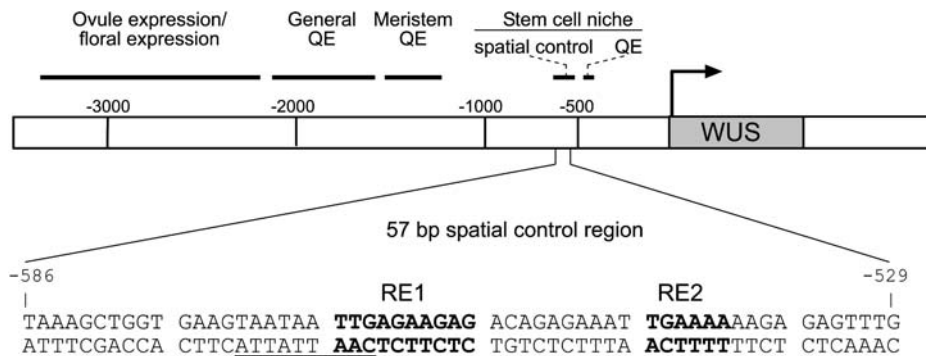 Ovule expression/ floral expression
General QE
Meristem QE
Stem cell niche
spatial control QE
-3000 -2000 -1000 -500
WUS
57 bp spatial control region
-586 -529
RE1 RE2
TAAAGCTGGT GAAGTAATAA TTGAGAAGAG ACAGAGAAAT TGAAAAAAGA GAGTTTG
ATTTCGACCA CTTCATTATT AACTCTTCTC TGTCTCTTTA ACTTTTTTCT CTCAAAC